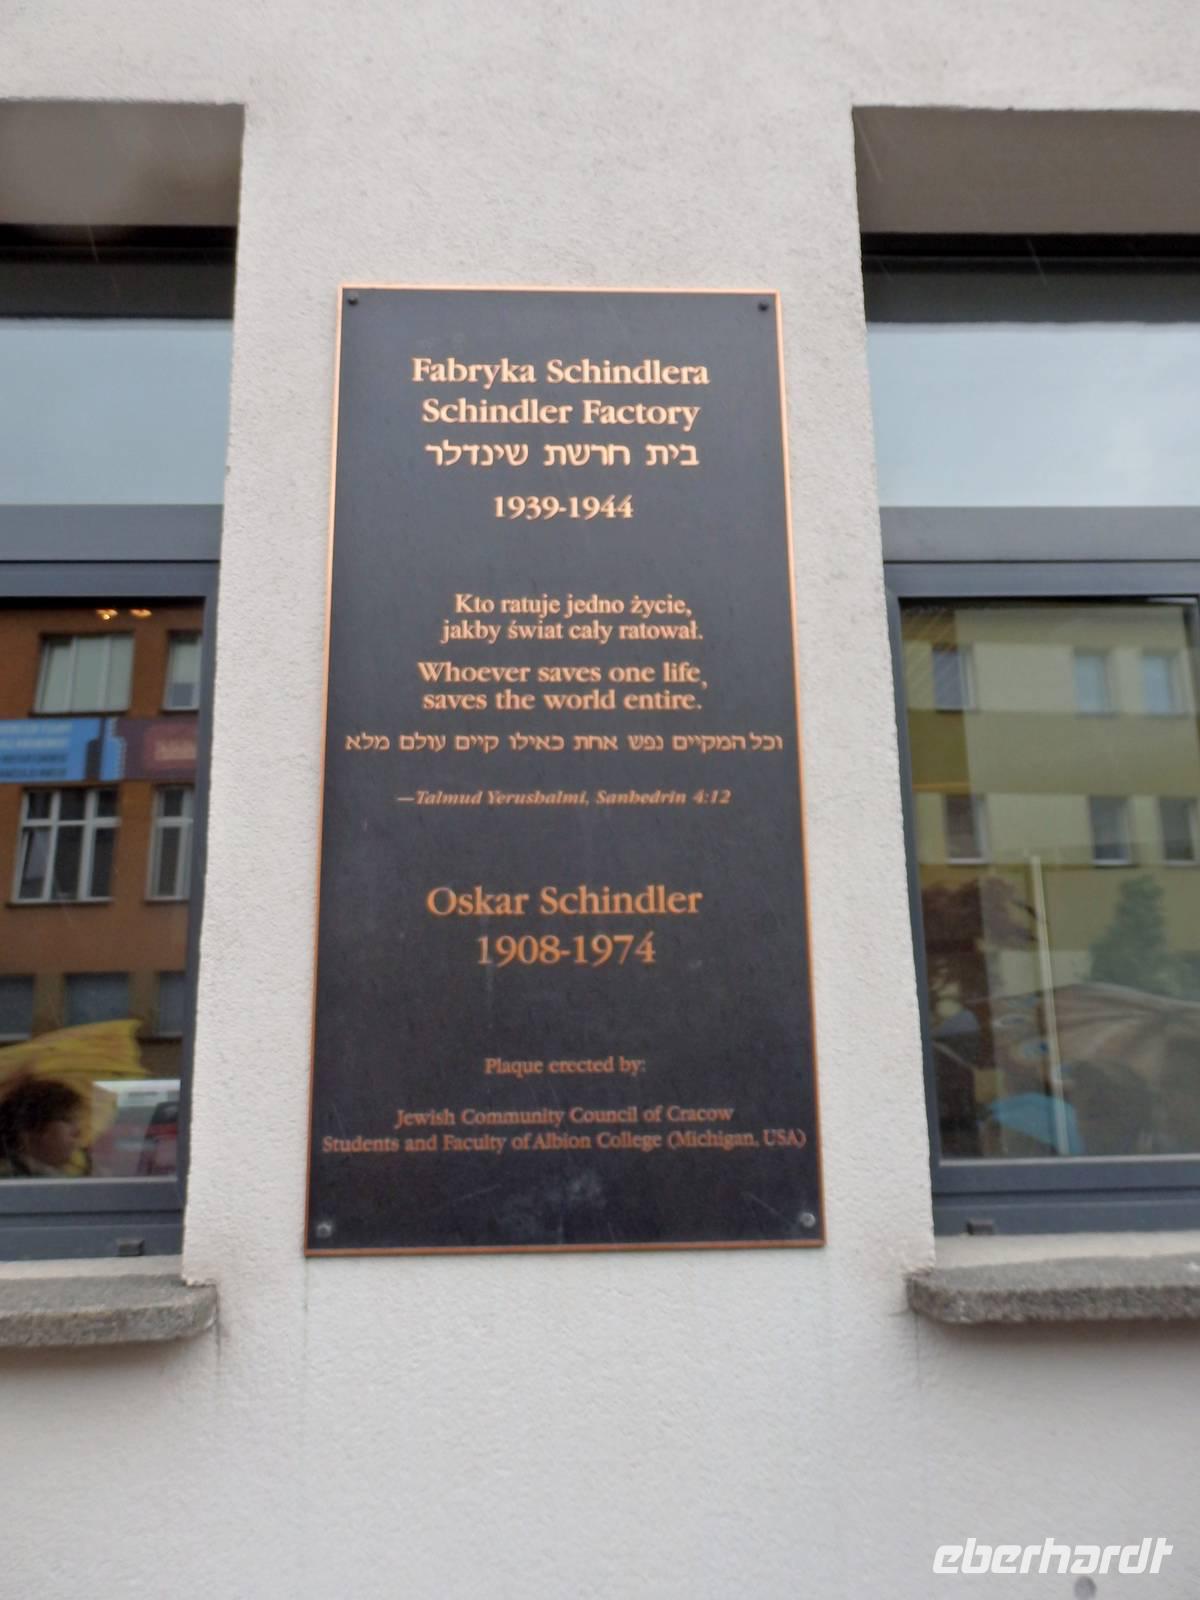 Fabryka Schindlera
Schindler Factory
בית חרשת שינדלר
1939-1944
Kto ratuje jedno życie,
jakby świat cały ratował.
Whoever saves one life,
saves the world entire.
וכל המקיים נפש אחת כאילו קיים עולם מלא
—Talmud Yerushalmi, Sanhedrin 4:12
Oskar Schindler
1908-1974
Plaque erected by:
Jewish Community Council of Cracow
Students and Faculty of Albion College (Michigan, USA)
eberhardt